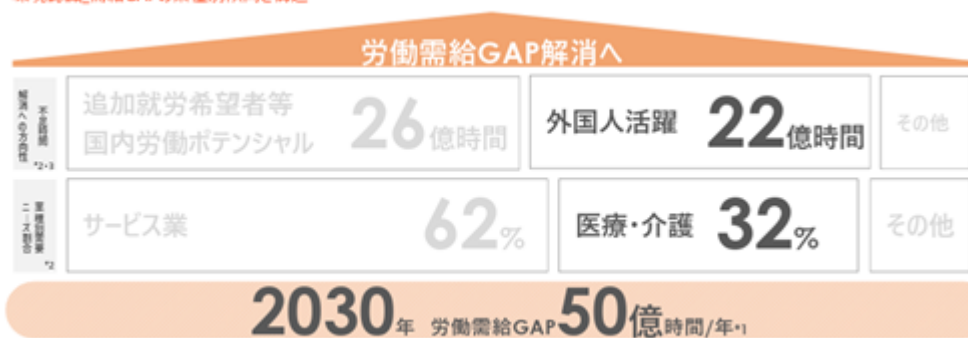 労働需給GAP解消へ
不足時間
解消への方向性
*2・3
追加就労希望者等
国内労働ポテンシャル
26億時間
外国人活躍 22億時間
その他
業種別需要
ニーズ割合
*2
サービス業 62%
医療・介護 32%
その他
2030年 労働需給GAP50億時間/年*1